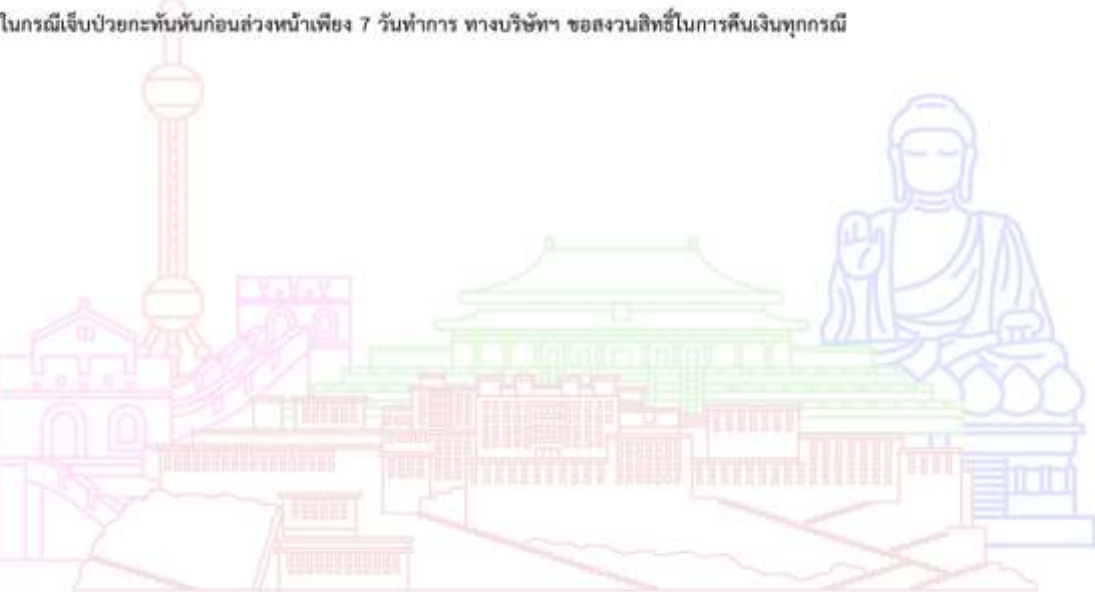 ในกรณีเจ็บป่วยกะทันหันก่อนล่วงหน้าเพียง 7 วันทำการ ทางบริษัทฯ ขอสงวนสิทธิ์ในการคืนเงินทุกกรณี